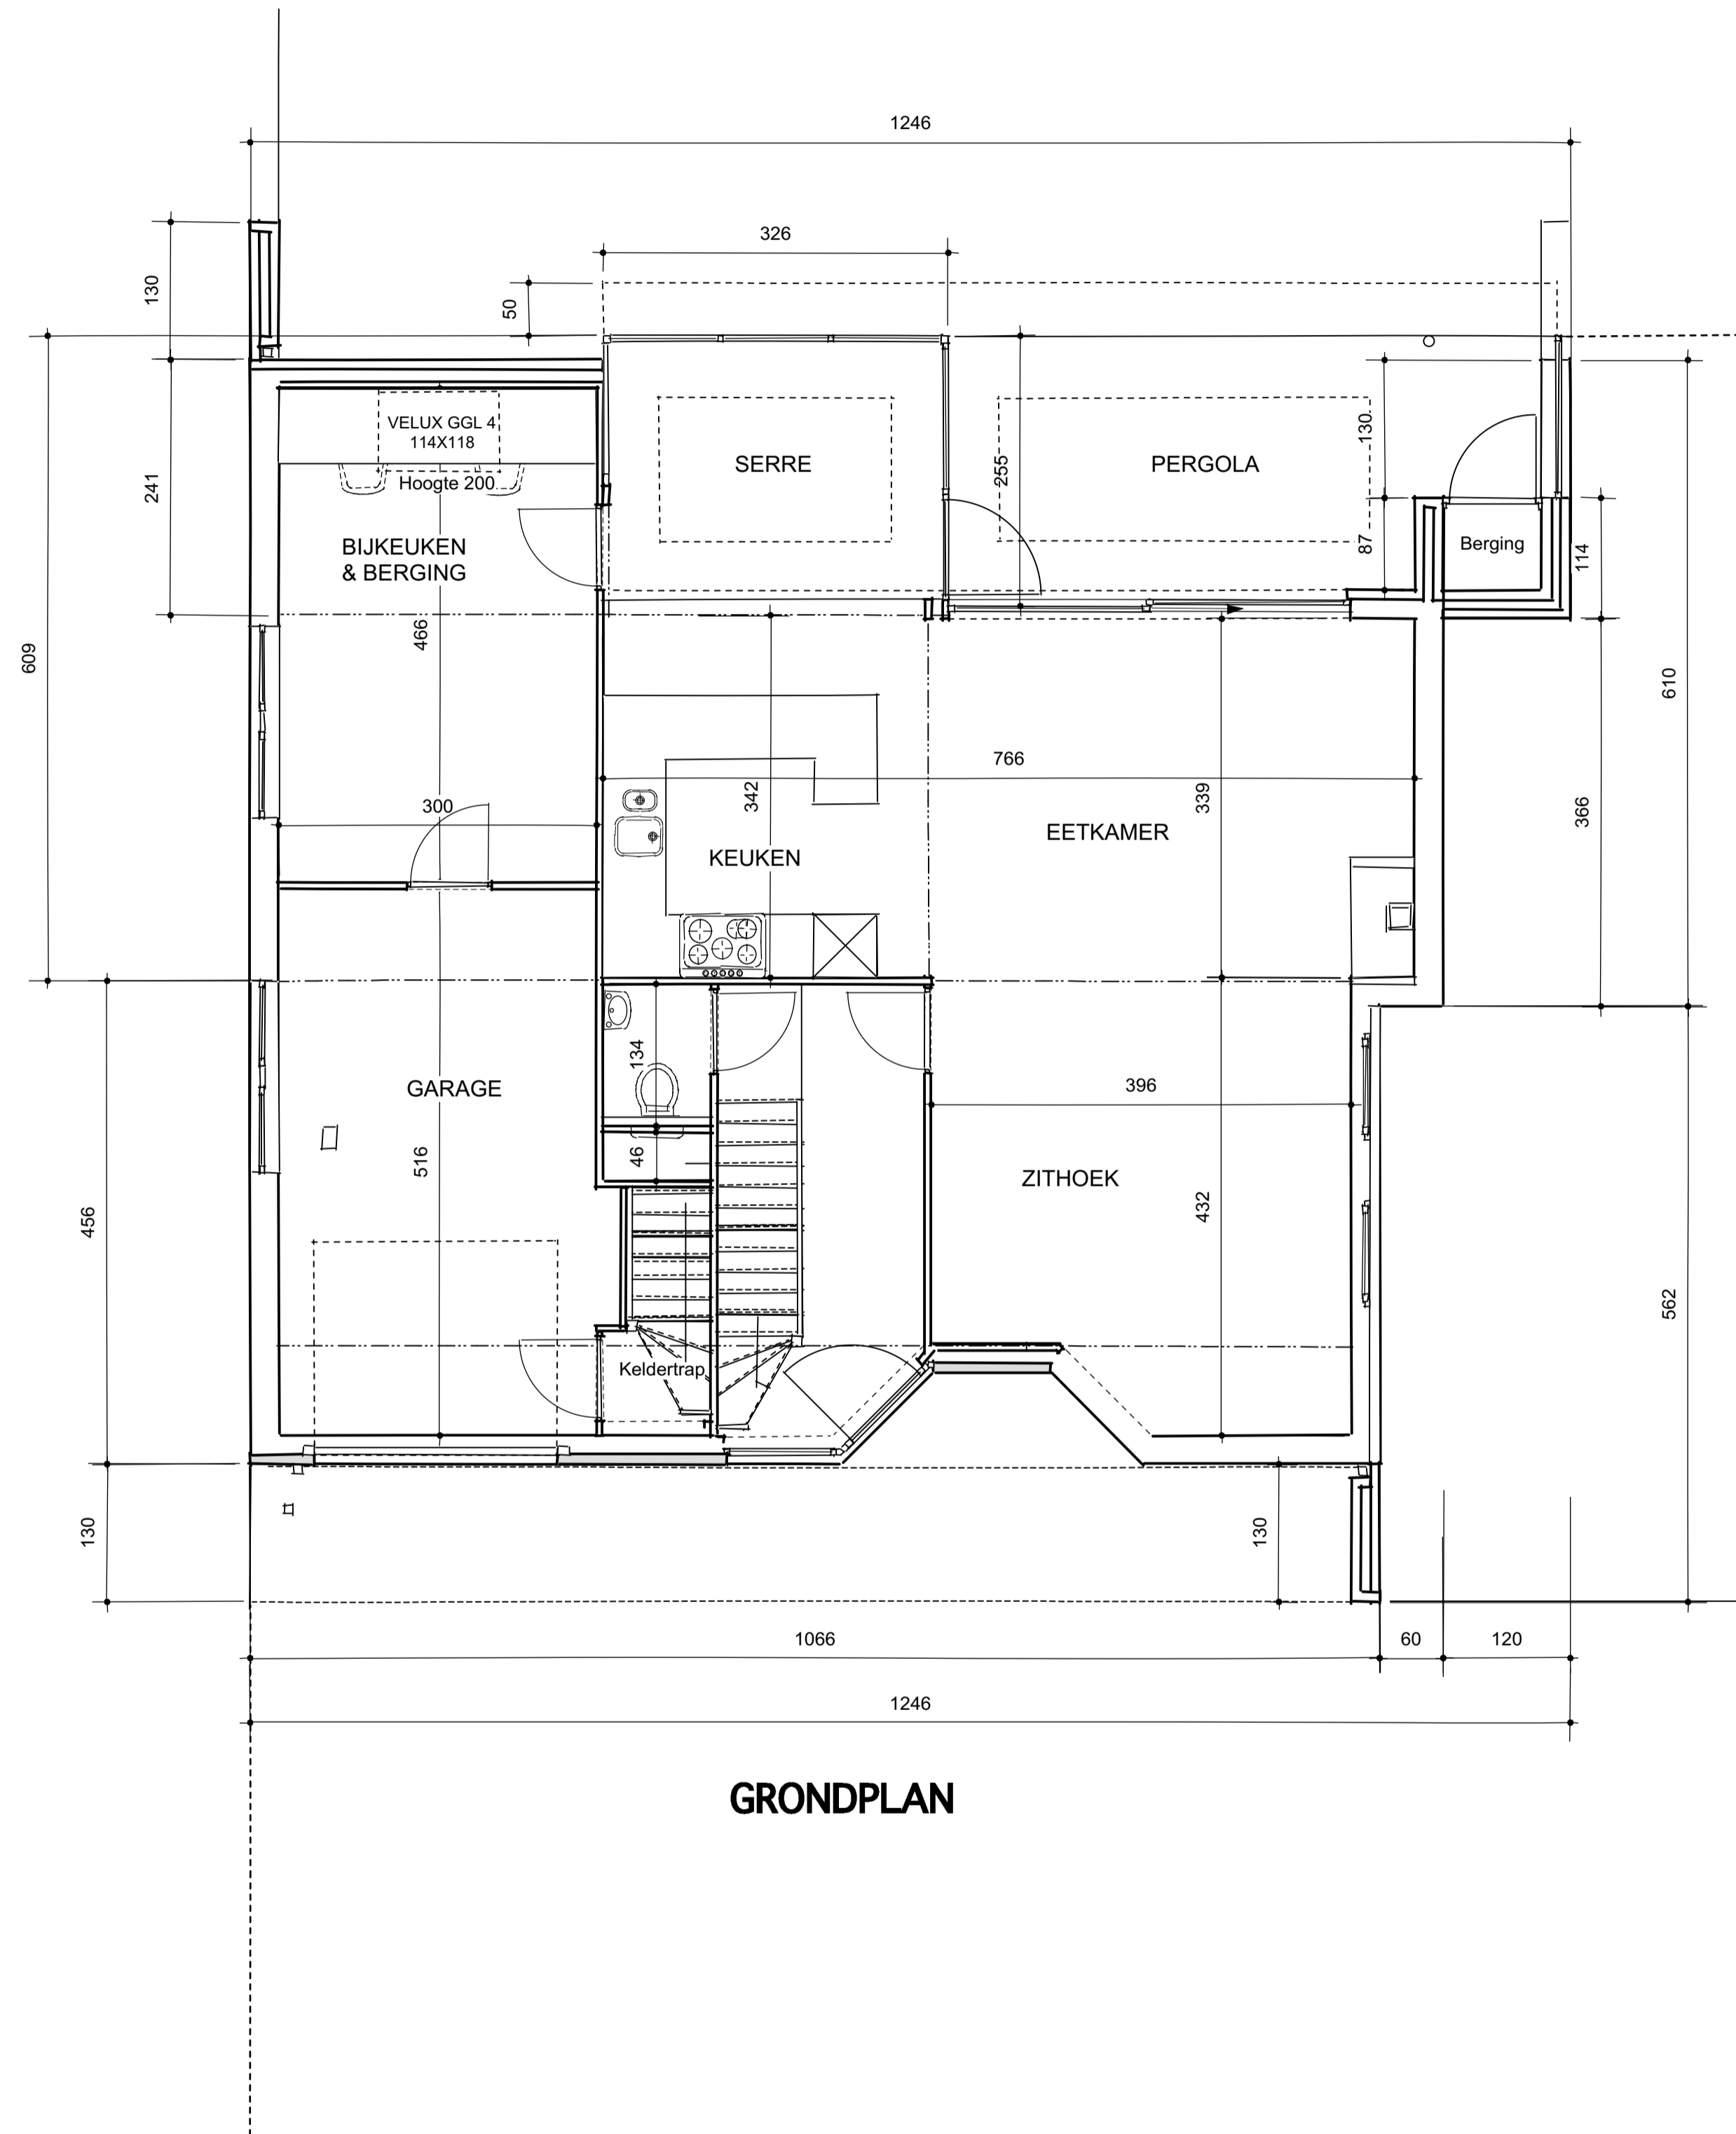 1246
326
130
50
VELUX GGL 4
114X118
Hoogte 200
SERRE
PERGOLA
255
130
241
BIJKEUKEN
& BERGING
87
Berging
114
609
466
610
766
300
342
339
366
EETKAMER
KEUKEN
134
GARAGE
396
46
516
ZITHOEK
456
432
562
Keldertrap
130
130
1066
60
120
1246
GRONDPLAN